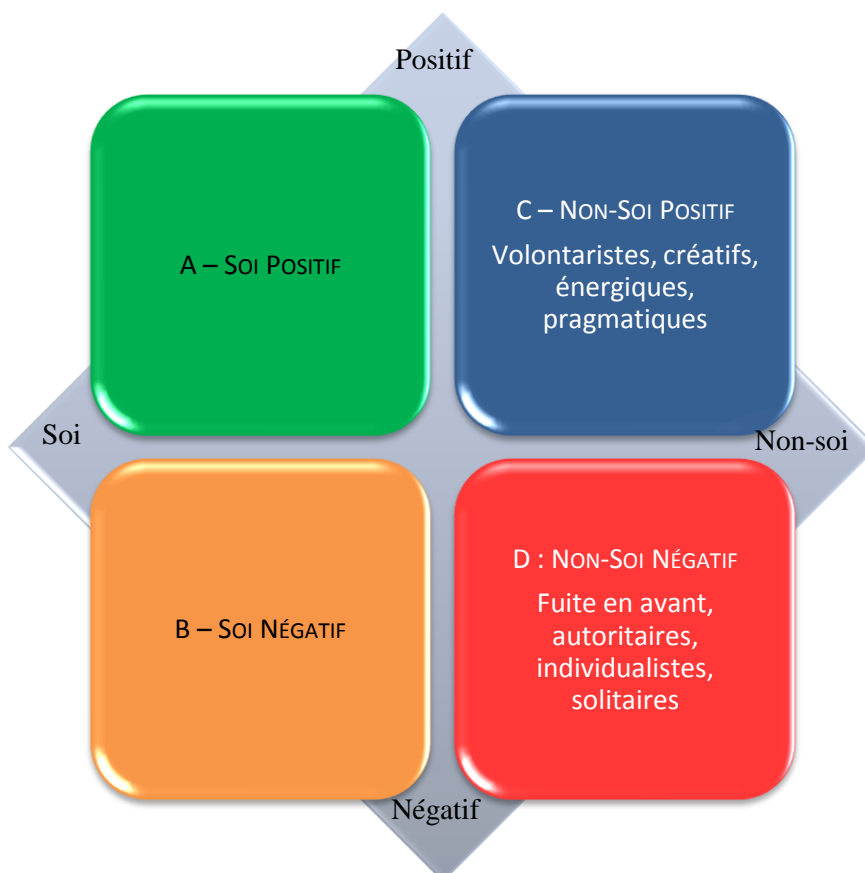 Positif
A – Soi Positif
C – Non-Soi Positif
Volontaristes, créatifs,
énergiques,
pragmatiques
Soi
Non-soi
B – Soi Négatif
D : Non-Soi Négatif
Fuite en avant,
autoritaires,
individualistes,
solitaires
Négatif